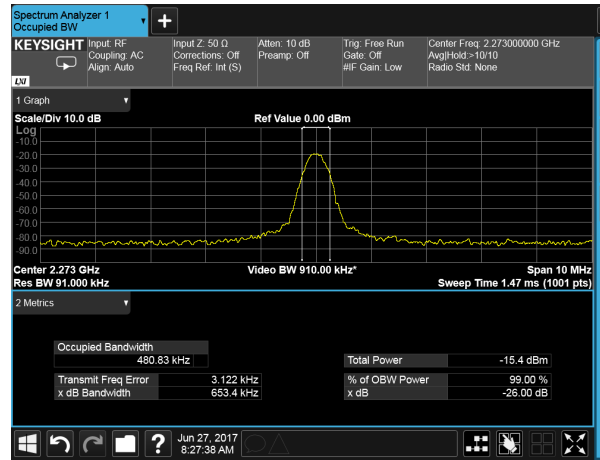 Spectrum Analyzer 1
Occupied BW
KEYSIGHT Input: RF Input Z: 50 Ω Atten: 10 dB Trig: Free Run Center Freq: 2.273000000 GHz
Coupling: AC Corrections: Off Preamp: Off Gate: Off Avg|Hold:>10/10
Align: Auto Freq Ref: Int (S) #IF Gain: Low Radio Std: None
LXI
1 Graph
Scale/Div 10.0 dB Ref Value 0.00 dBm
Log
-10.0
-20.0
-30.0
-40.0
-50.0
-60.0
-70.0
-80.0
-90.0
Center 2.273 GHz Video BW 910.00 kHz* Span 10 MHz
Res BW 91.000 kHz Sweep Time 1.47 ms (1001 pts)
2 Metrics
Occupied Bandwidth
480.83 kHz Total Power -15.4 dBm
Transmit Freq Error 3.122 kHz % of OBW Power 99.00 %
x dB Bandwidth 653.4 kHz x dB -26.00 dB
? Jun 27, 2017
8:27:38 AM